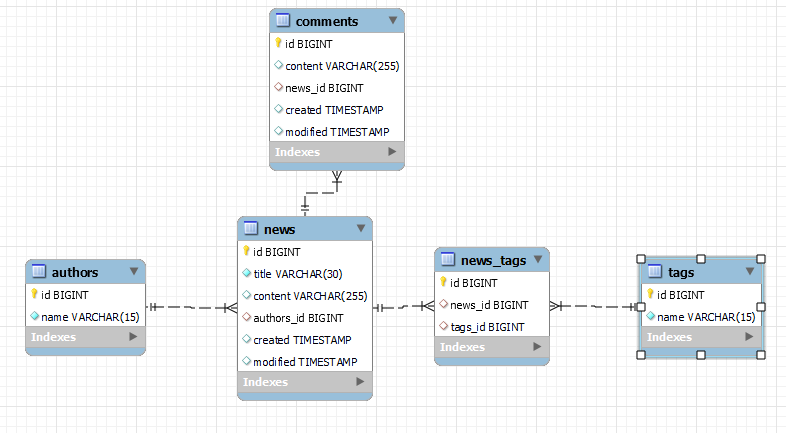 comments
id BIGINT
content VARCHAR(255)
news_id BIGINT
created TIMESTAMP
modified TIMESTAMP
Indexes
authors
id BIGINT
name VARCHAR(15)
Indexes
news
id BIGINT
title VARCHAR(30)
content VARCHAR(255)
authors_id BIGINT
created TIMESTAMP
modified TIMESTAMP
Indexes
news_tags
id BIGINT
news_id BIGINT
tags_id BIGINT
Indexes
tags
id BIGINT
name VARCHAR(15)
Indexes